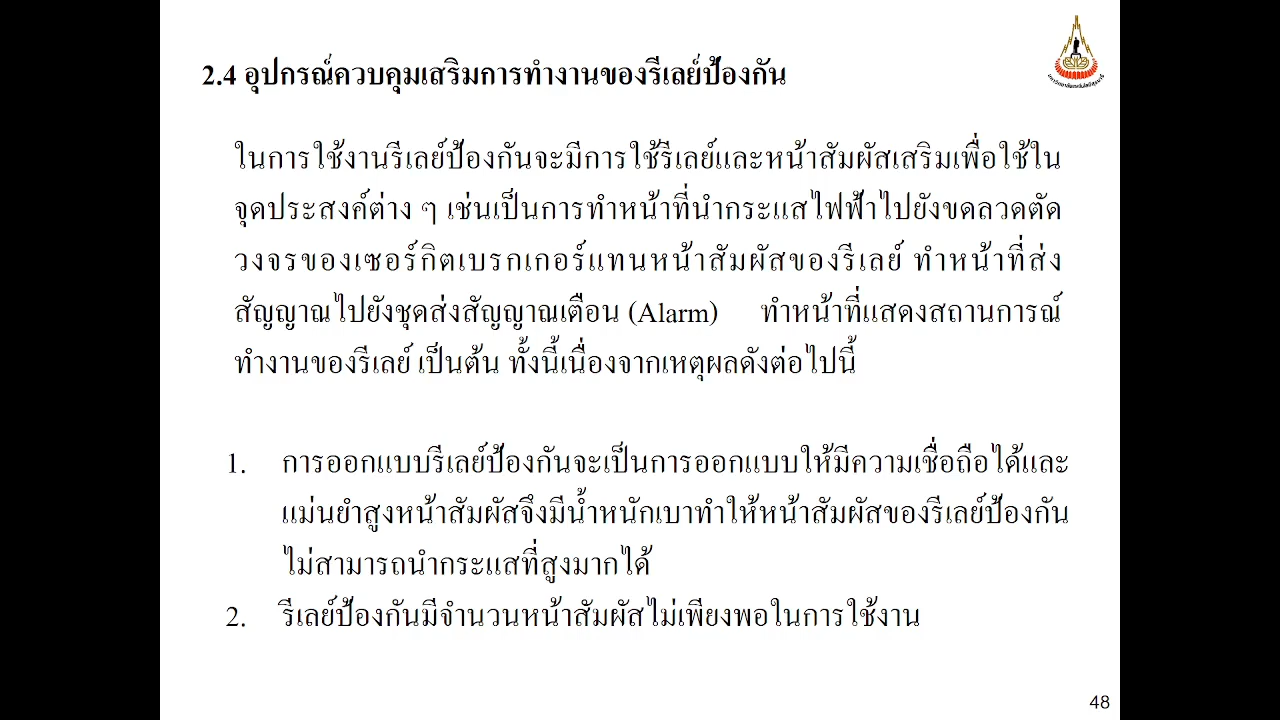 2.4 อุปกรณ์ควบคุมเสริมการทำงานของรีเลย์ป้องกัน
ในการใช้งานรีเลย์ป้องกันจะมีการใช้รีเลย์และหน้าสัมผัสเสริมเพื่อใช้ใน
จุดประสงค์ต่าง ๆ เช่นเป็นการทำหน้าที่นำกระแสไฟฟ้าไปยังขดลวดตัด
วงจรของเซอร์กิตเบรกเกอร์แทนหน้าสัมผัสของรีเลย์ ทำหน้าที่ส่ง
สัญญาณไปยังชุดส่งสัญญาณเตือน (Alarm) ทำหน้าที่แสดงสถานการณ์
ทำงานของรีเลย์ เป็นต้น ทั้งนี้เนื่องจากเหตุผลดังต่อไปนี้
1. การออกแบบรีเลย์ป้องกันจะเป็นการออกแบบให้มีความเชื่อถือได้และ
แม่นยำสูงหน้าสัมผัสจึงมีน้ำหนักเบาทำให้หน้าสัมผัสของรีเลย์ป้องกัน
ไม่สามารถนำกระแสที่สูงมากได้
2. รีเลย์ป้องกันมีจำนวนหน้าสัมผัสไม่เพียงพอในการใช้งาน
48